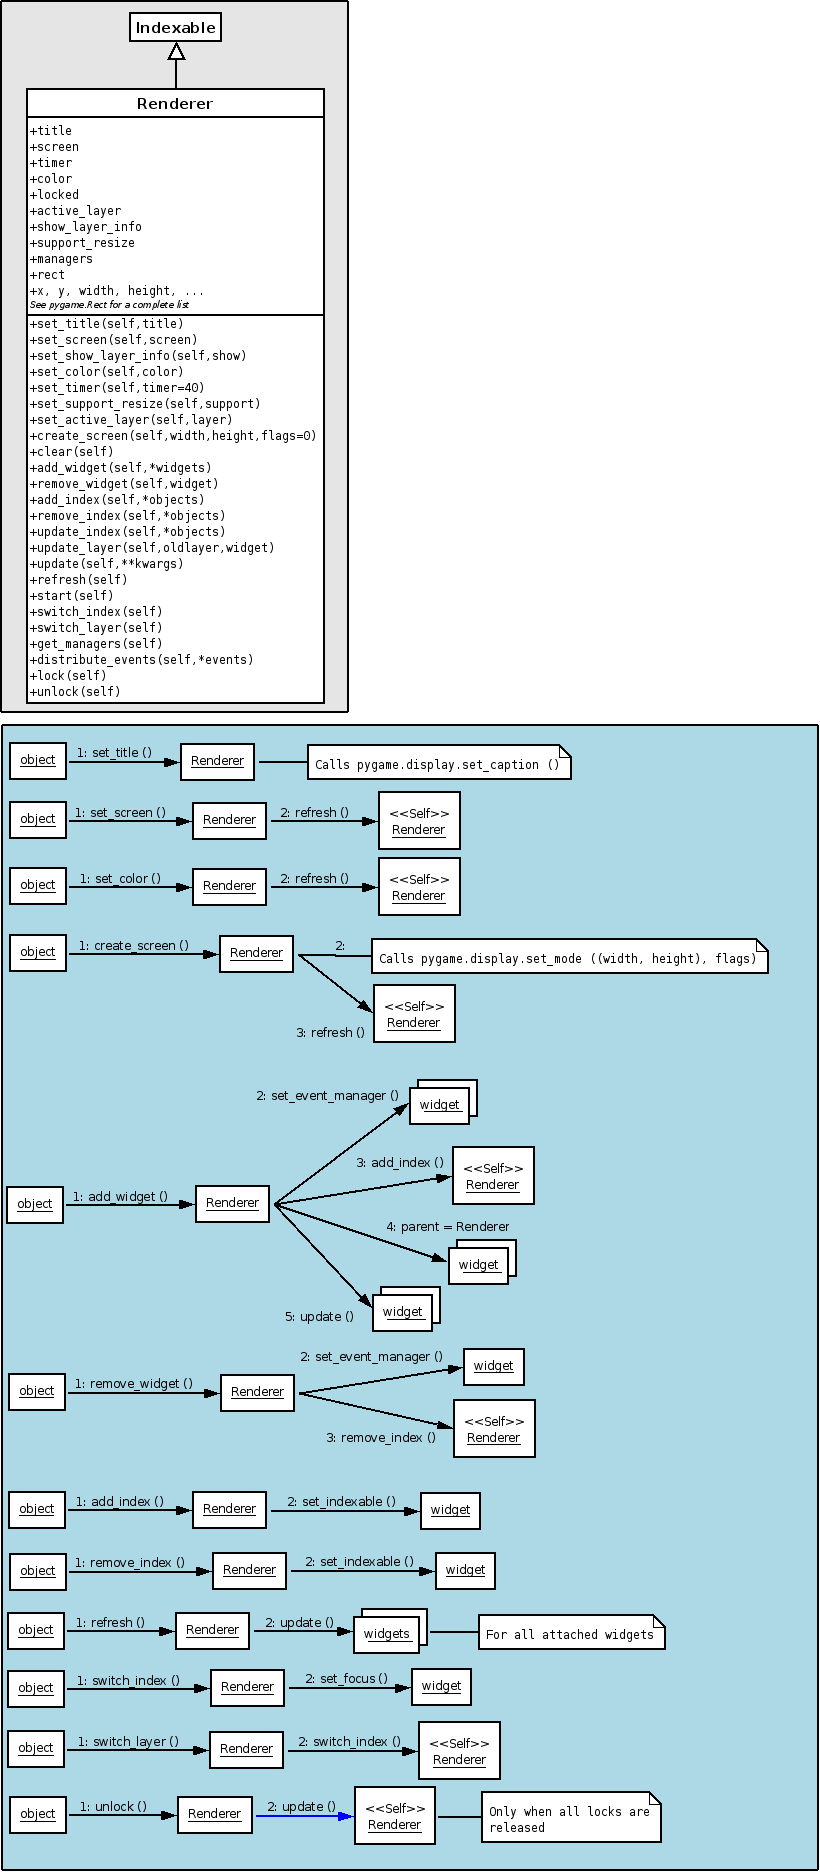 Indexable
Renderer
+title
+screen
+timer
+color
+locked
+active_layer
+show_layer_info
+support_resize
+managers
+rect
+x, y, width, height, ...
See pygame.Rect for a complete list
+set_title(self,title)
+set_screen(self,screen)
+set_show_layer_info(self,show)
+set_color(self,color)
+set_timer(self,timer=40)
+set_support_resize(self,support)
+set_active_layer(self,layer)
+create_screen(self,width,height,flags=0)
+clear(self)
+add_widget(self,*widgets)
+remove_widget(self,widget)
+add_index(self,*objects)
+remove_index(self,*objects)
+update_index(self,*objects)
+update_layer(self,oldlayer,widget)
+update(self,**kwargs)
+refresh(self)
+start(self)
+switch_index(self)
+switch_layer(self)
+get_managers(self)
+distribute_events(self,*events)
+lock(self)
+unlock(self)
object
1: set_title ()
Renderer
Calls pygame.display.set_caption ()
object
1: set_screen ()
Renderer
2: refresh ()
<<Self>>
Renderer
object
1: set_color ()
Renderer
2: refresh ()
<<Self>>
Renderer
object
1: create_screen ()
Renderer
2:
Calls pygame.display.set_mode ((width, height), flags)
3: refresh ()
<<Self>>
Renderer
object
1: add_widget ()
Renderer
2: set_event_manager ()
widget
3: add_index ()
<<Self>>
Renderer
4: parent = Renderer
widget
5: update ()
widget
object
1: remove_widget ()
Renderer
2: set_event_manager ()
widget
3: remove_index ()
<<Self>>
Renderer
object
1: add_index ()
Renderer
2: set_indexable ()
widget
object
1: remove_index ()
Renderer
2: set_indexable ()
widget
object
1: refresh ()
Renderer
2: update ()
widgets
For all attached widgets
object
1: switch_index ()
Renderer
2: set_focus ()
widget
object
1: switch_layer ()
Renderer
2: switch_index ()
<<Self>>
Renderer
object
1: unlock ()
Renderer
2: update ()
<<Self>>
Renderer
Only when all locks are
released